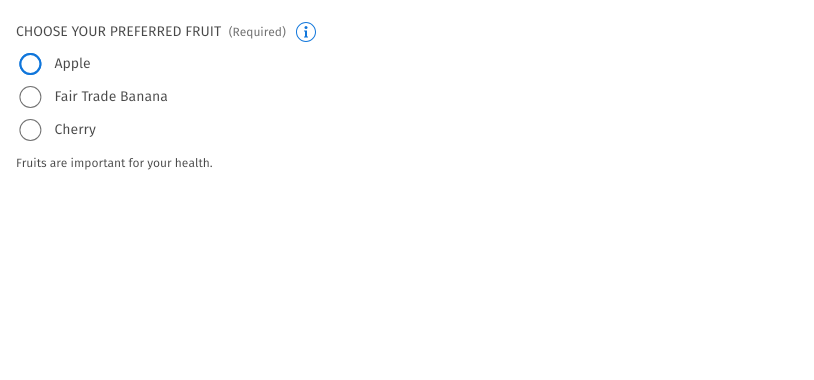 CHOOSE YOUR PREFERRED FRUIT (Required)
Apple
Fair Trade Banana
Cherry
Fruits are important for your health.